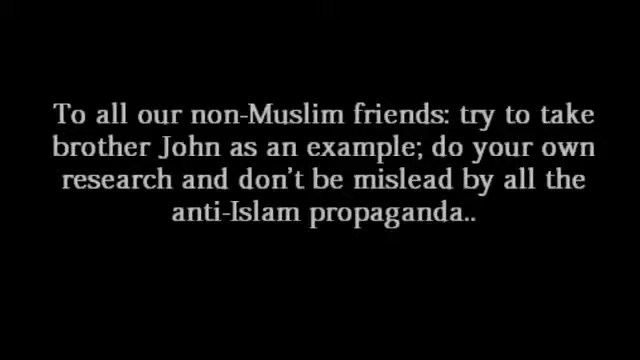 To all our non-Muslim friends: try to take
brother John as an example; do your own
research and don't be mislead by all the
anti-Islam propaganda..